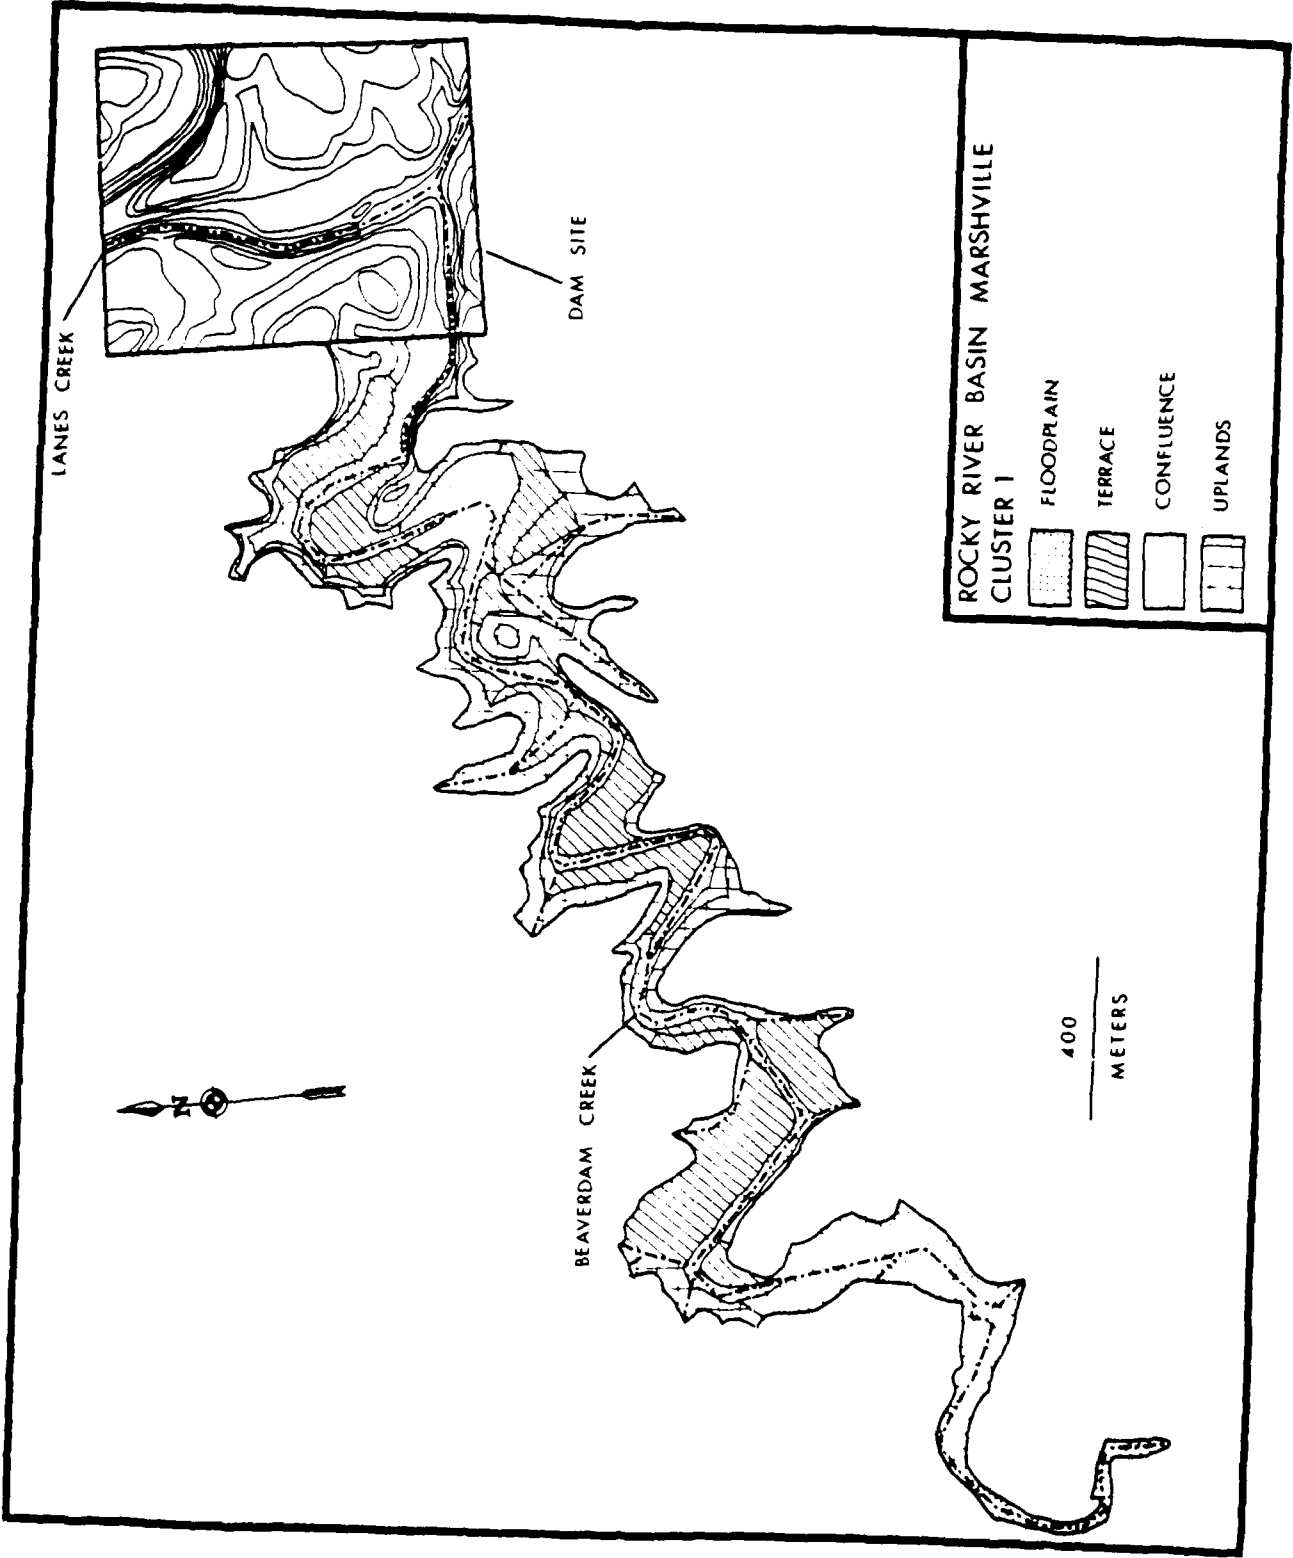 LANES CREEK
DAM SITE
BEAVERDAM CREEK
N
400
METERS
ROCKY RIVER BASIN MARSHVILLE
CLUSTER 1
FLOODPLAIN
TERRACE
CONFLUENCE
UPLANDS